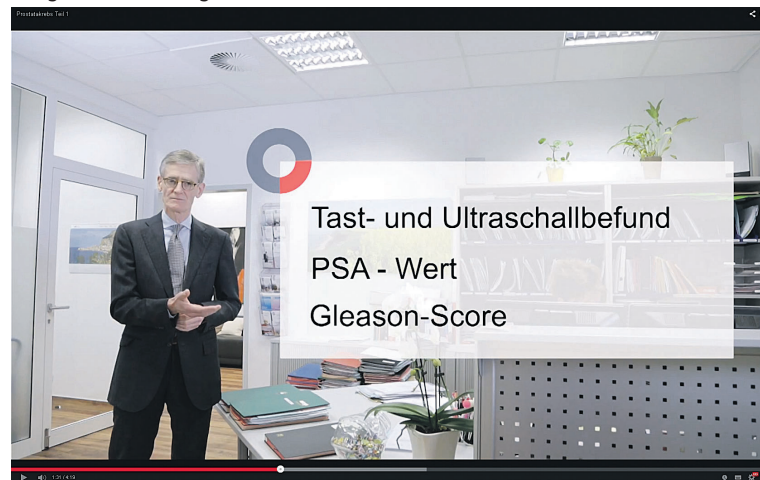 Prostatakrebs Teil 1
Tast- und Ultraschallbefund
PSA - Wert
Gleason-Score
1:31 / 4:19